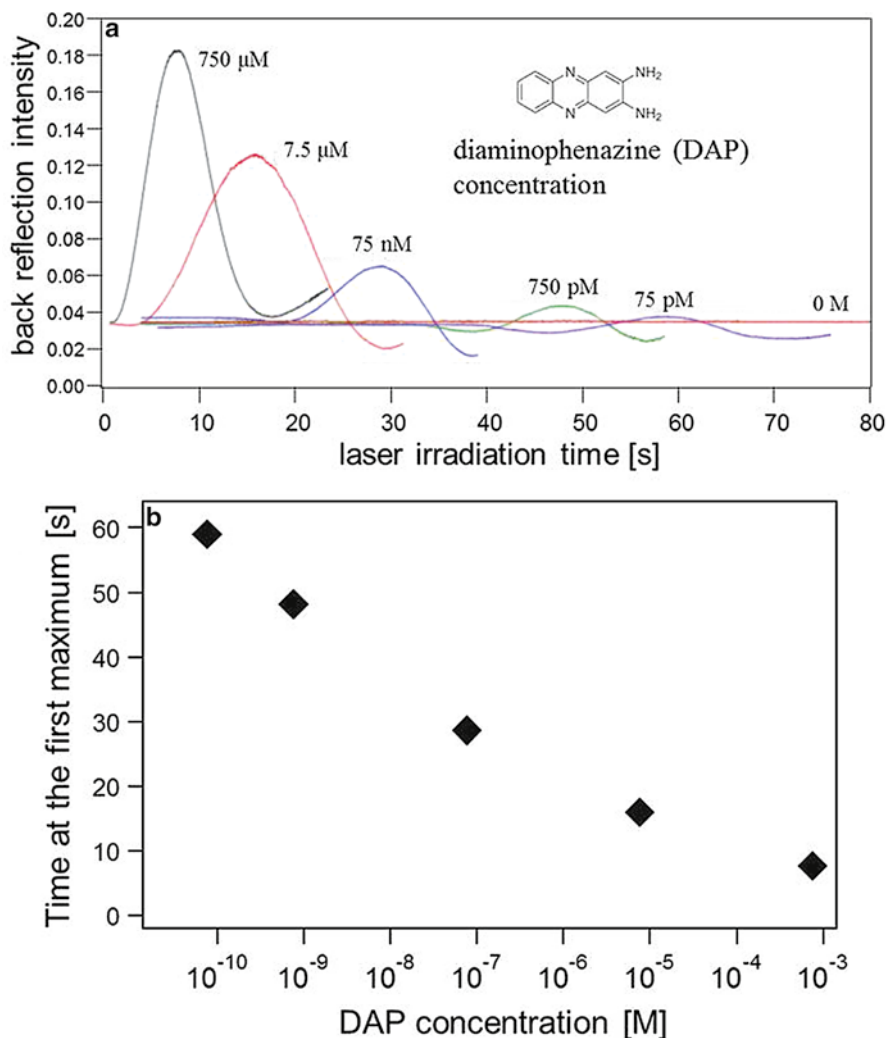 a
back reflection intensity
0.20
0.18
0.16
0.14
0.12
0.10
0.08
0.06
0.04
0.02
0.00
750 μM
7.5 μM
75 nM
750 pM
75 pM
0 M
N
N
NH₂
NH₂
diaminophenazine (DAP)
concentration
0 10 20 30 40 50 60 70 80
laser irradiation time [s]
b
Time at the first maximum [s]
60
50
40
30
20
10
0
10⁻¹⁰ 10⁻⁹ 10⁻⁸ 10⁻⁷ 10⁻⁶ 10⁻⁵ 10⁻⁴ 10⁻³
DAP concentration [M]